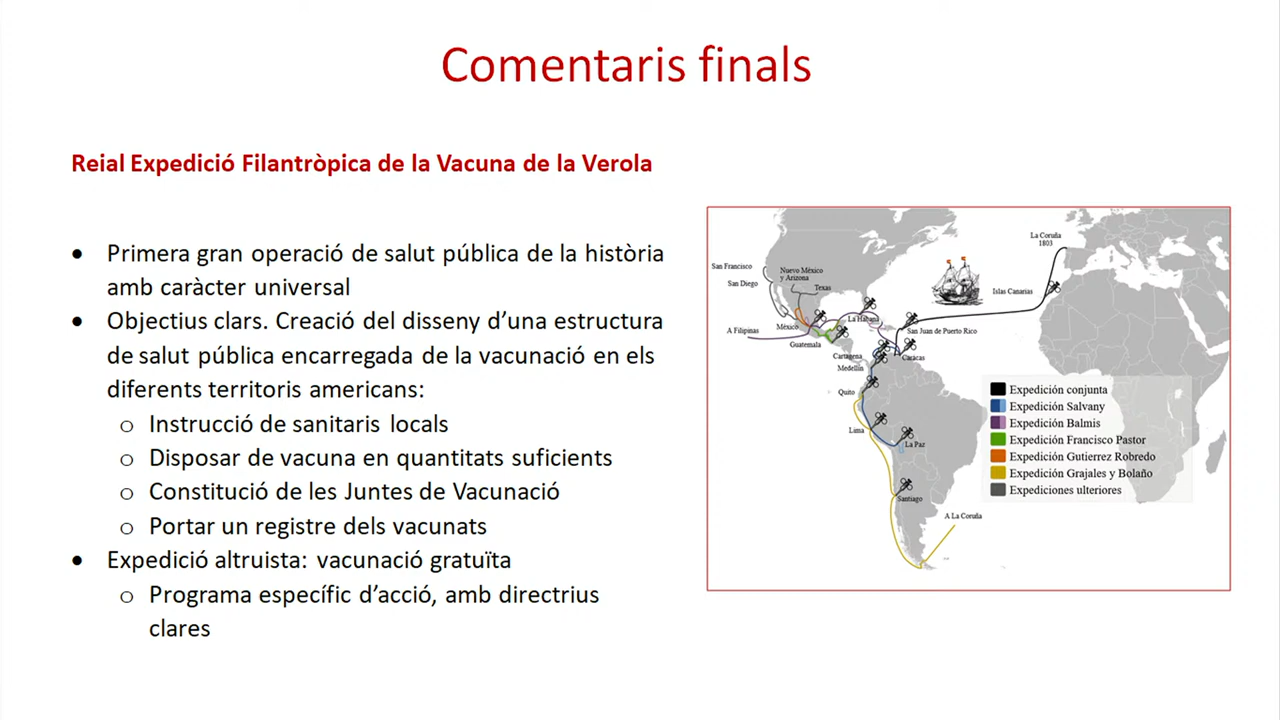 Comentaris finals
Reial Expedició Filantròpica de la Vacuna de la Verola
• Primera gran operació de salut pública de la història
amb caràcter universal
• Objectius clars. Creació del disseny d’una estructura
de salut pública encarregada de la vacunació en els
diferents territoris americans:
o Instrucció de sanitaris locals
o Disposar de vacuna en quantitats suficients
o Constitució de les Juntes de Vacunació
o Portar un registre dels vacunats
• Expedició altruista: vacunació gratuïta
o Programa específic d’acció, amb directrius
clares
La Coruña
1803
San Francisco
San Diego
Nuevo México
y Arizona
Texas
Islas Canarias
México
La Habana
A Filipinas
San Juan de Puerto Rico
Guatemala
Cartagena
Caracas
Medellín
Quito
Lima
La Paz
Santiago
A La Coruña
Expedición conjunta
Expedición Salvany
Expedición Balmis
Expedición Francisco Pastor
Expedición Gutierrez Robredo
Expedición Grajales y Bolaño
Expediciones ulteriores